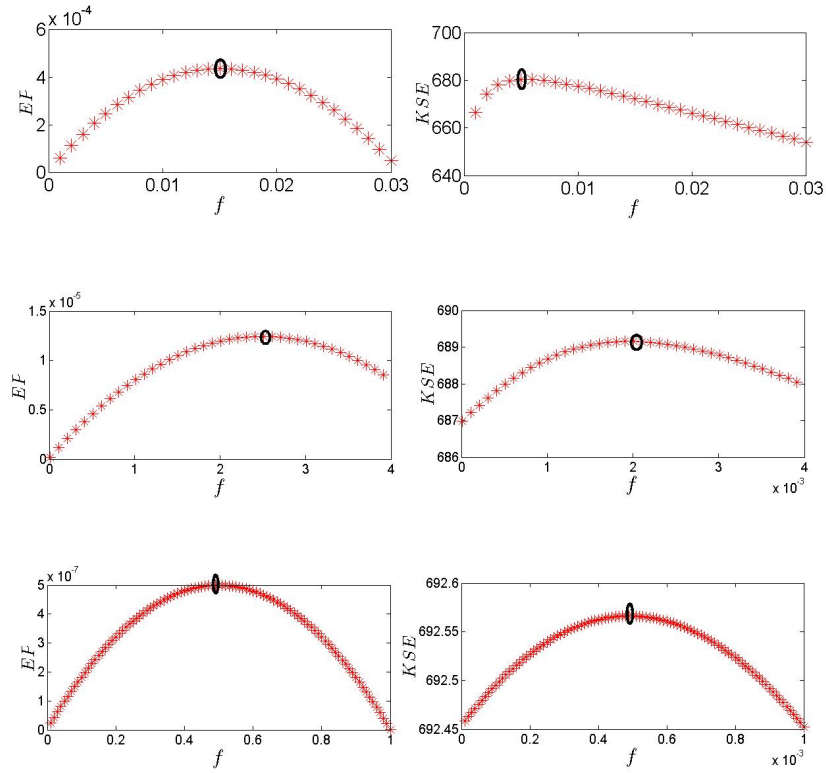 x 10⁻⁴
EP
6
4
2
0
0 0.01 0.02 0.03
f
KSE
700
680
660
640
0 0.01 0.02 0.03
f
x 10⁻⁵
EP
1.5
1
0.5
0
0 1 2 3 4
f
KSE
690
689
688
687
686
0 1 2 3 4
x 10⁻³
f
x 10⁻⁷
EP
5
4
3
2
1
0
0 0.2 0.4 0.6 0.8 1
f
KSE
692.6
692.55
692.5
692.45
0 0.2 0.4 0.6 0.8 1
x 10⁻³
f